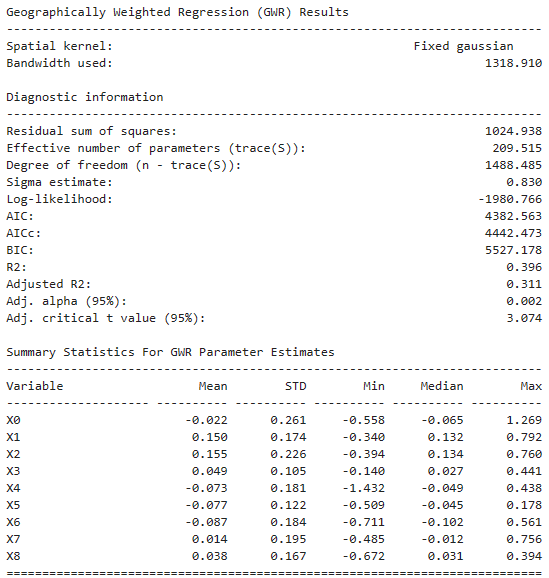 Geographically Weighted Regression (GWR) Results
---------------------------------------------------------------------------
Spatial kernel:                                           Fixed gaussian
Bandwidth used:                                                     1318.910

Diagnostic information
---------------------------------------------------------------------------
Residual sum of squares:                                            1024.938
Effective number of parameters (trace(S)):                           209.515
Degree of freedom (n - trace(S)):                                   1488.485
Sigma estimate:                                                        0.830
Log-likelihood:                                                    -1980.766
AIC:                                                                4382.563
AICc:                                                               4442.473
BIC:                                                                5527.178
R2:                                                                    0.396
Adjusted R2:                                                           0.311
Adj. alpha (95%):                                                      0.002
Adj. critical t value (95%):                                           3.074

Summary Statistics For GWR Parameter Estimates
---------------------------------------------------------------------------
Variable                   Mean        STD        Min     Median        Max
-------------------- ---------- ---------- ---------- ---------- ----------
X0                       -0.022      0.261     -0.558     -0.065      1.269
X1                        0.150      0.174     -0.340      0.132      0.792
X2                        0.155      0.226     -0.394      0.134      0.760
X3                        0.049      0.105     -0.140      0.027      0.441
X4                       -0.073      0.181     -1.432     -0.049      0.438
X5                       -0.077      0.122     -0.509     -0.045      0.178
X6                       -0.087      0.184     -0.711     -0.102      0.561
X7                        0.014      0.195     -0.485     -0.012      0.756
X8                        0.038      0.167     -0.672      0.031      0.394
===========================================================================